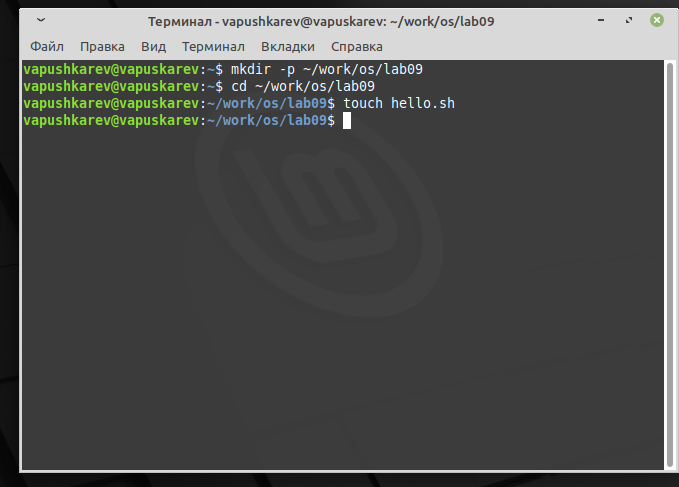 Терминал - vapushkarev@vapuskarev: ~/work/os/lab09
Файл Правка Вид Терминал Вкладки Справка
vapushkarev@vapuskarev:~$ mkdir -p ~/work/os/lab09
vapushkarev@vapuskarev:~$ cd ~/work/os/lab09
vapushkarev@vapuskarev:~/work/os/lab09$ touch hello.sh
vapushkarev@vapuskarev:~/work/os/lab09$